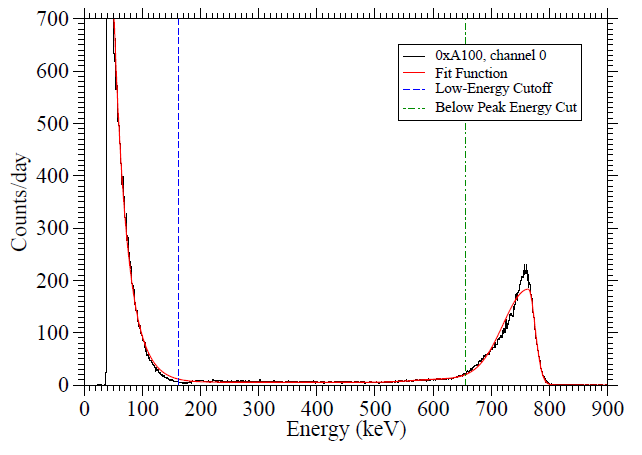 700
600
500
400
300
200
100
0
Counts/day
0xA100, channel 0
Fit Function
Low-Energy Cutoff
Below Peak Energy Cut
0 100 200 300 400 500 600 700 800 900
Energy (keV)